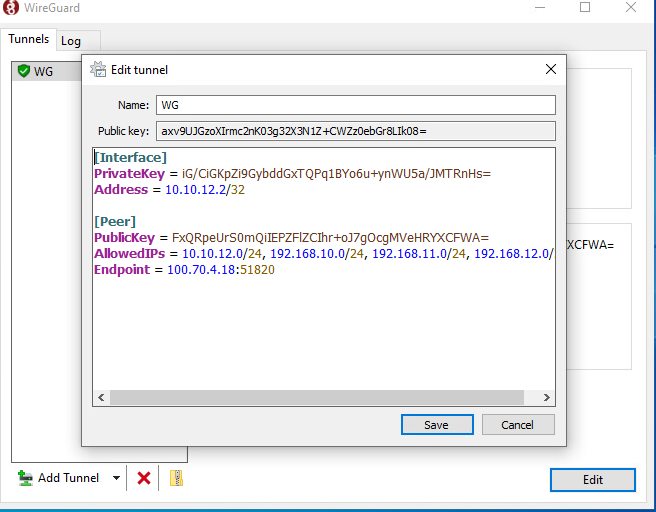 WireGuard
Tunnels
Log
WG
Edit tunnel
Name:
WG
Public key:
axv9UJGzoXIrmc2nK03g32X3N1Z+CWZz0ebGr8LIk08=
[Interface]
PrivateKey = iG/CiGKpZi9GybddGxTQPq1BYo6u+ynWU5a/JMTRnHs=
Address = 10.10.12.2/32
[Peer]
PublicKey = FxQRpeUrS0mQiIEPZFlZCIhr+oJ7gOcgMVeHRYXCFWA=
AllowedIPs = 10.10.12.0/24, 192.168.10.0/24, 192.168.11.0/24, 192.168.12.0/
Endpoint = 100.70.4.18:51820
XCFWA=
Save
Cancel
Add Tunnel
Edit